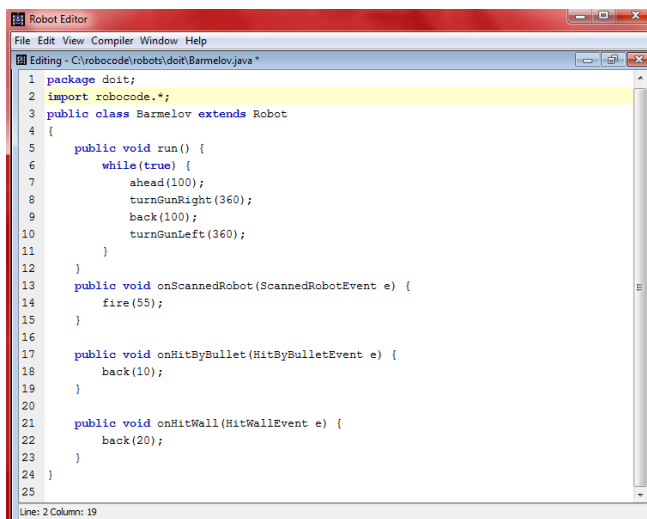 Robot Editor
File Edit View Compiler Window Help
Editing - C:\robocode\robots\doit\Barmelov.java *
1 package doit;
2 import robocode.*;
3 public class Barmelov extends Robot
4 {
5     public void run() {
6         while(true) {
7             ahead(100);
8             turnGunRight(360);
9             back(100);
10             turnGunLeft(360);
11         }
12     }
13     public void onScannedRobot(ScannedRobotEvent e) {
14         fire(55);
15     }
16
17     public void onHitByBullet(HitByBulletEvent e) {
18         back(10);
19     }
20
21     public void onHitWall(HitWallEvent e) {
22         back(20);
23     }
24 }
25
Line: 2 Column: 19